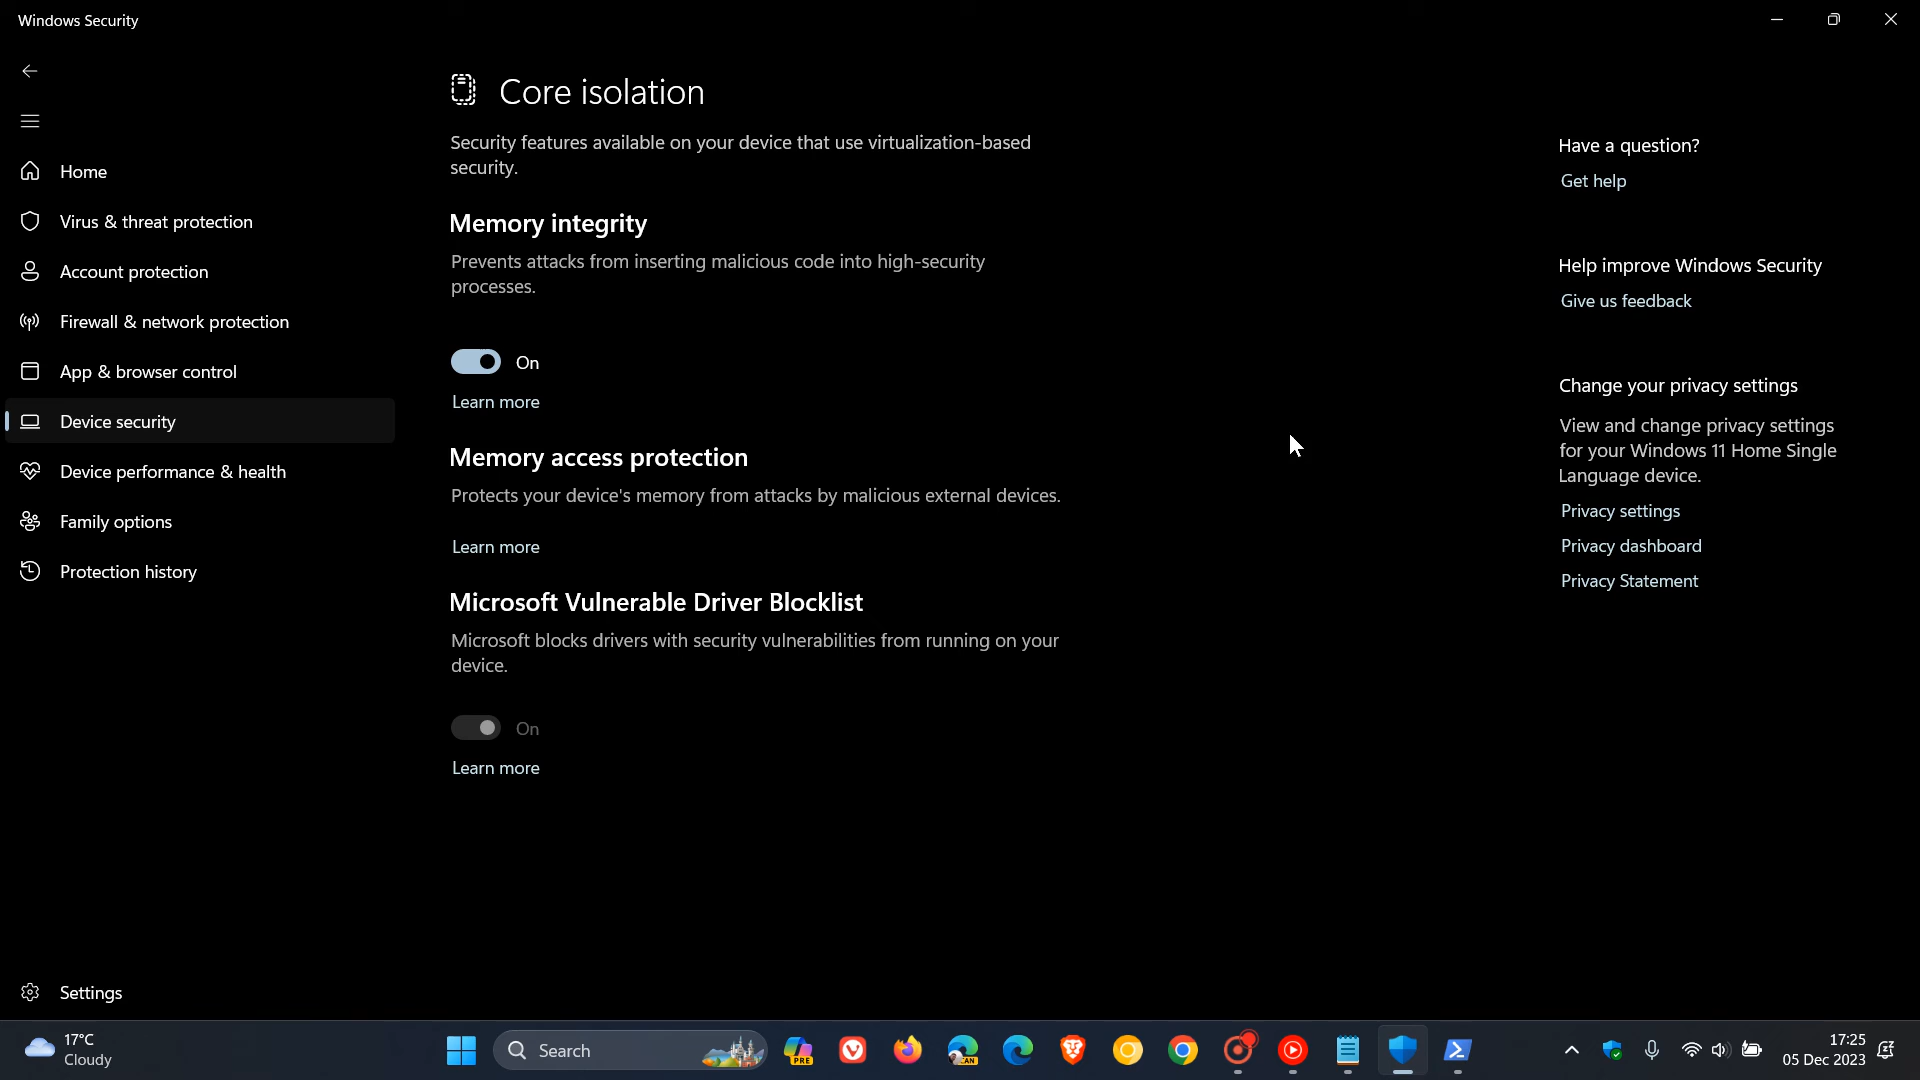 Windows Security
Home
Virus & threat protection
Account protection
Firewall & network protection
App & browser control
Device security
Device performance & health
Family options
Protection history
Settings
Core isolation
Security features available on your device that use virtualization-based
security.
Memory integrity
Prevents attacks from inserting malicious code into high-security
processes.
On
Learn more
Memory access protection
Protects your device's memory from attacks by malicious external devices.
Learn more
Microsoft Vulnerable Driver Blocklist
Microsoft blocks drivers with security vulnerabilities from running on your
device.
On
Learn more
Have a question?
Get help
Help improve Windows Security
Give us feedback
Change your privacy settings
View and change privacy settings
for your Windows 11 Home Single
Language device.
Privacy settings
Privacy dashboard
Privacy Statement
17°C
Cloudy
Search
PRE
CAN
17:25
05 Dec 2023